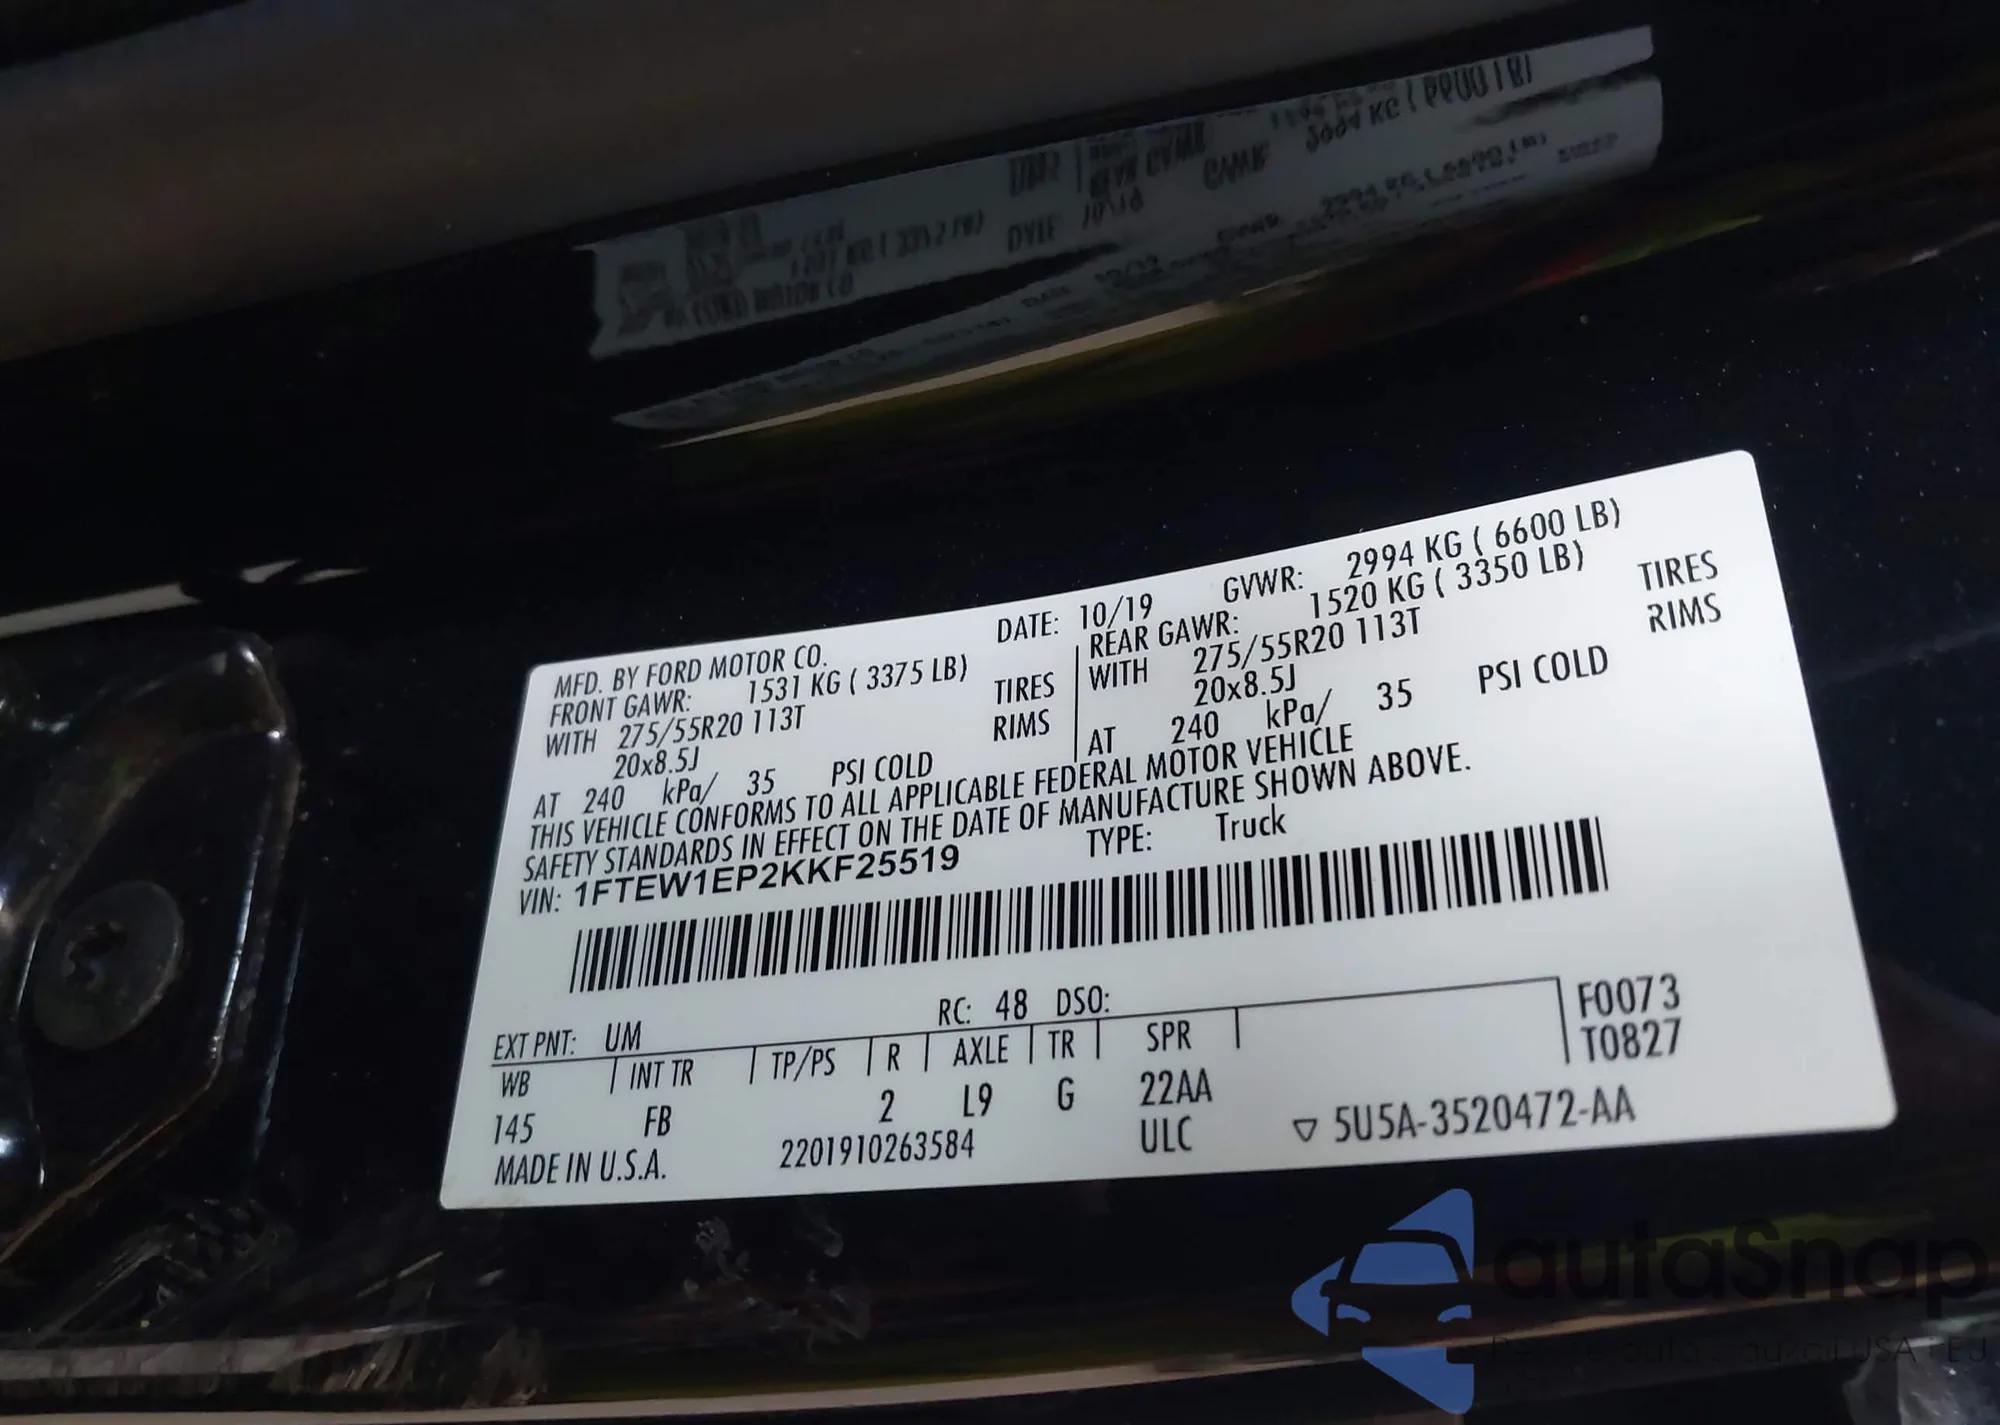 MFD. BY FORD MOTOR CO. DATE: 10/19 GVWR: 2994 KG ( 6600 LB)
FRONT GAWR: 1531 KG ( 3375 LB) REAR GAWR: 1520 KG ( 3350 LB)
WITH 275/55R20 113T TIRES WITH 275/55R20 113T TIRES
20x8.5J RIMS 20x8.5J RIMS
AT 240 kPa/ 35 PSI COLD AT 240 kPa/ 35 PSI COLD
THIS VEHICLE CONFORMS TO ALL APPLICABLE FEDERAL MOTOR VEHICLE
SAFETY STANDARDS IN EFFECT ON THE DATE OF MANUFACTURE SHOWN ABOVE.
VIN: 1FTEW1EP2KKF25519 TYPE: Truck
EXT PNT: UM RC: 48 DSO: F0073
WB INT TR TP/PS R AXLE TR SPR T0827
145 FB 2 L9 G 22AA
MADE IN U.S.A. 2201910263584 ULC ▽ 5U5A-3520472-AA
autaSnap